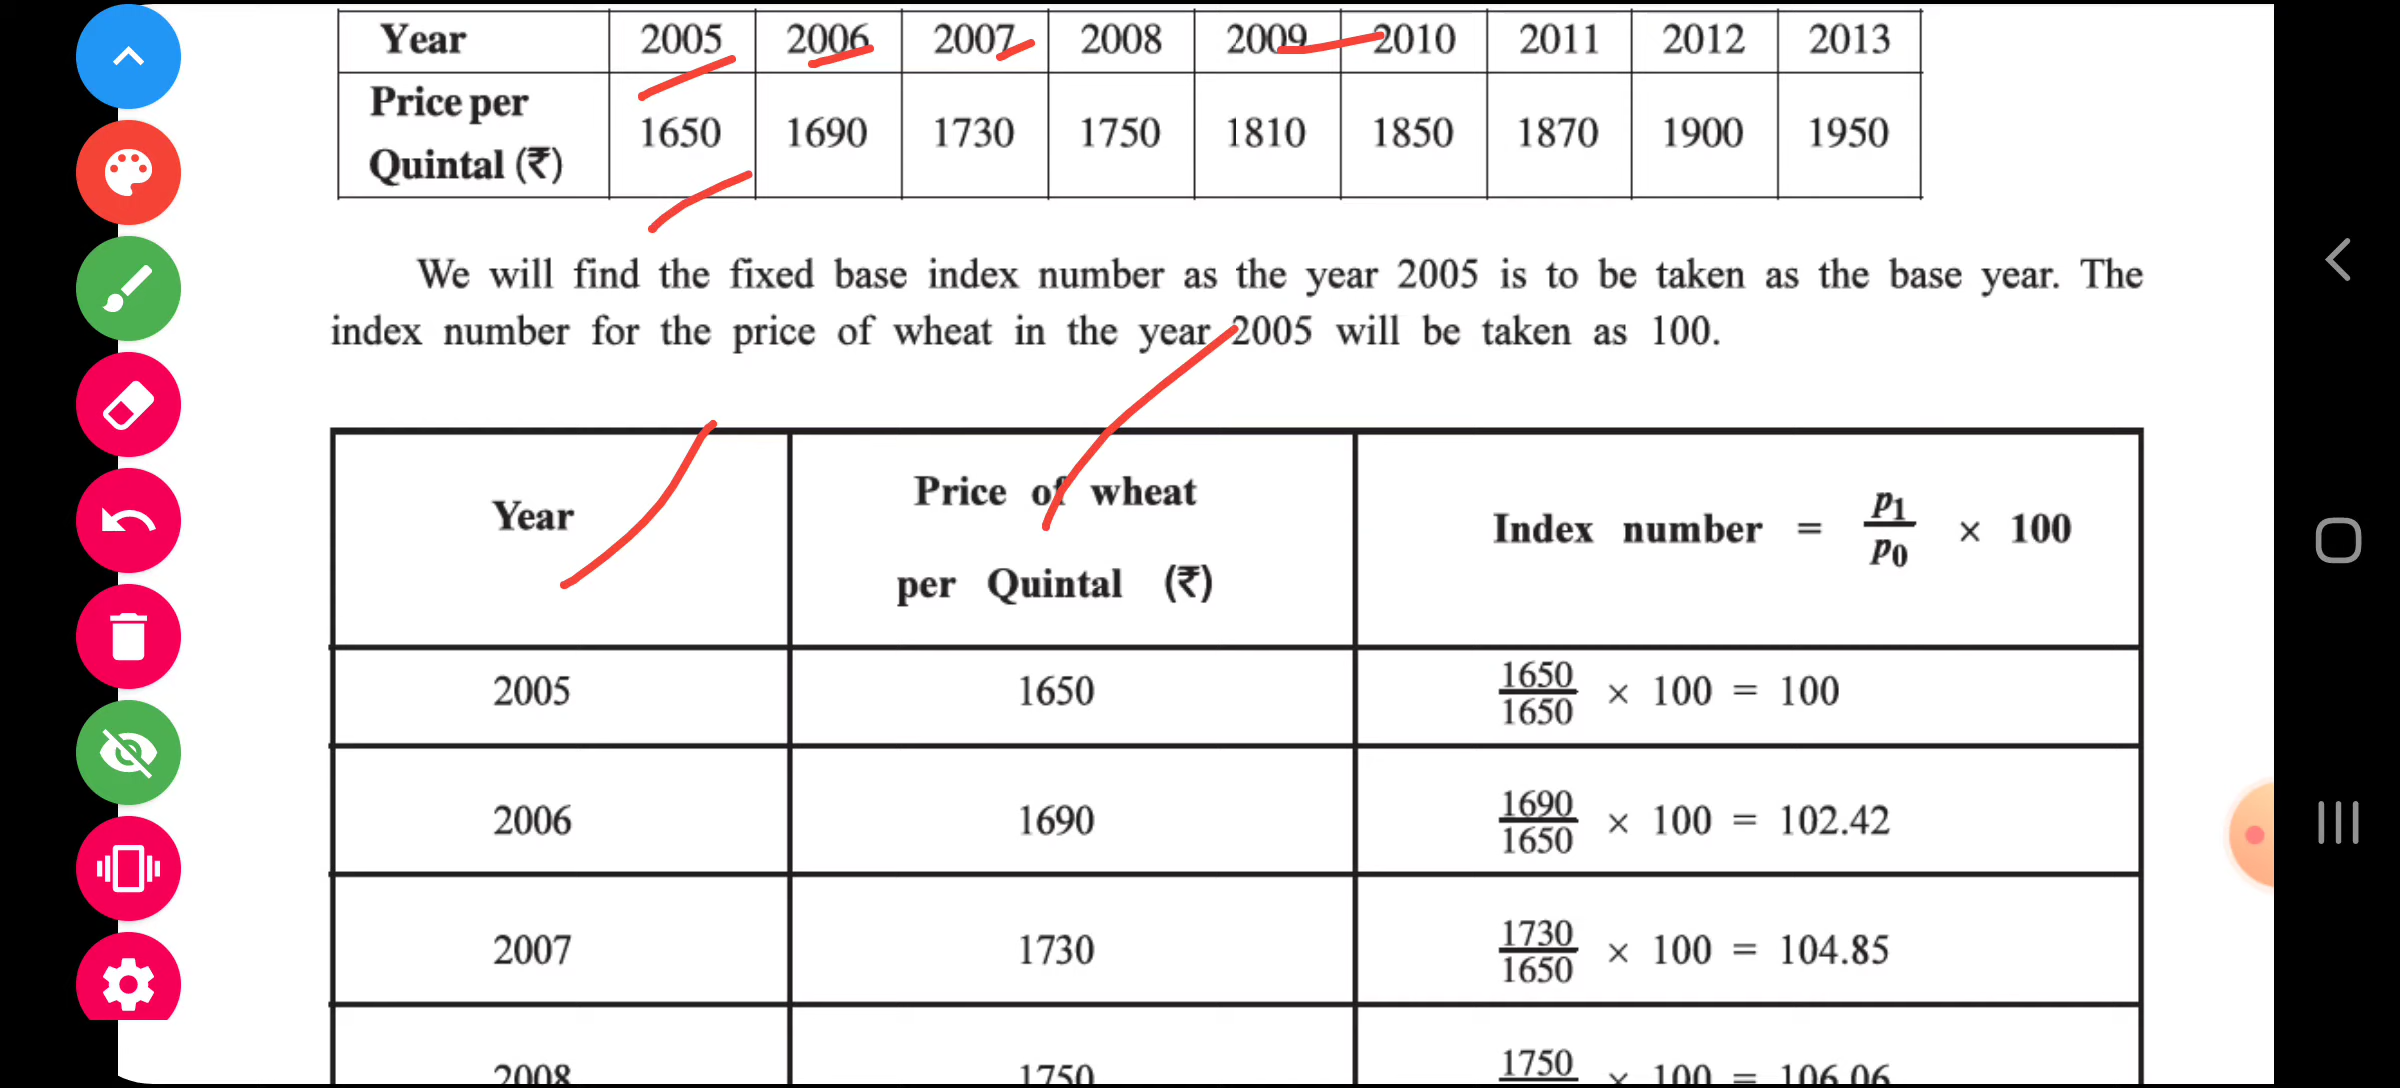 Year 2005 2006 2007 2008 2009 2010 2011 2012 2013
Price per
Quintal (₹) 1650 1690 1730 1750 1810 1850 1870 1900 1950
We will find the fixed base index number as the year 2005 is to be taken as the base year. The
index number for the price of wheat in the year 2005 will be taken as 100.
Year Price of wheat per Quintal (₹) Index number = p1/p0 × 100
2005 1650 1650/1650 × 100 = 100
2006 1690 1690/1650 × 100 = 102.42
2007 1730 1730/1650 × 100 = 104.85
2008 1750 1750 × 100 = 106.06